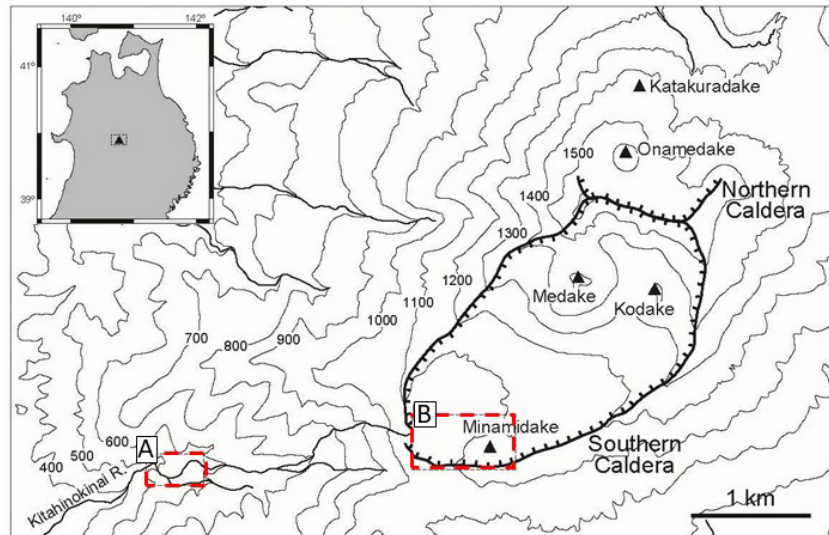 140°
142°
41°
39°
Katakuradake
Onamedake
1500
1400
1300
1200
1100
1000
900
800
700
600
500
400
Northern
Caldera
Medake
Kodake
Minamidake
Southern
Caldera
A
B
Kitahinokinai R.
1 km